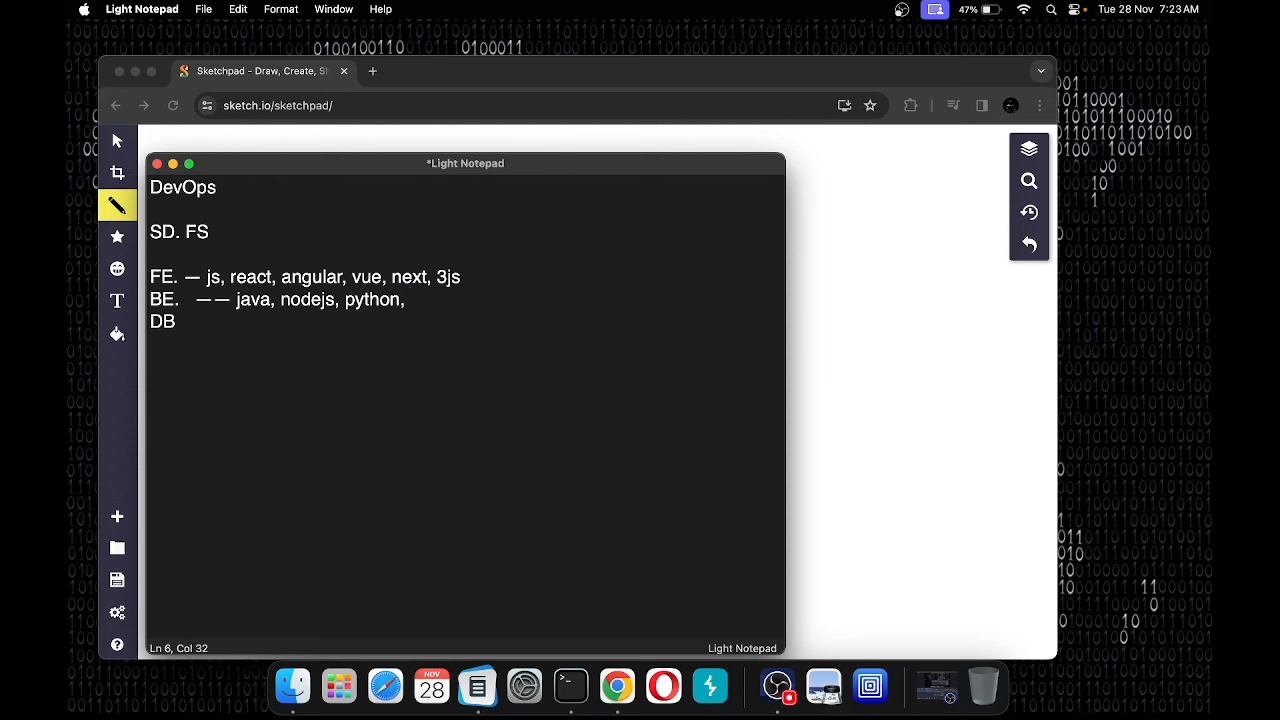 Light Notepad File Edit Format Window Help 47% Tue 28 Nov 7:23 AM
Sketchpad - Draw, Create, Sh
sketch.io/sketchpad/
*Light Notepad
DevOps
SD. FS
FE. — js, react, angular, vue, next, 3js
BE. —— java, nodejs, python,
DB
Ln 6, Col 32
Light Notepad
NOV
28